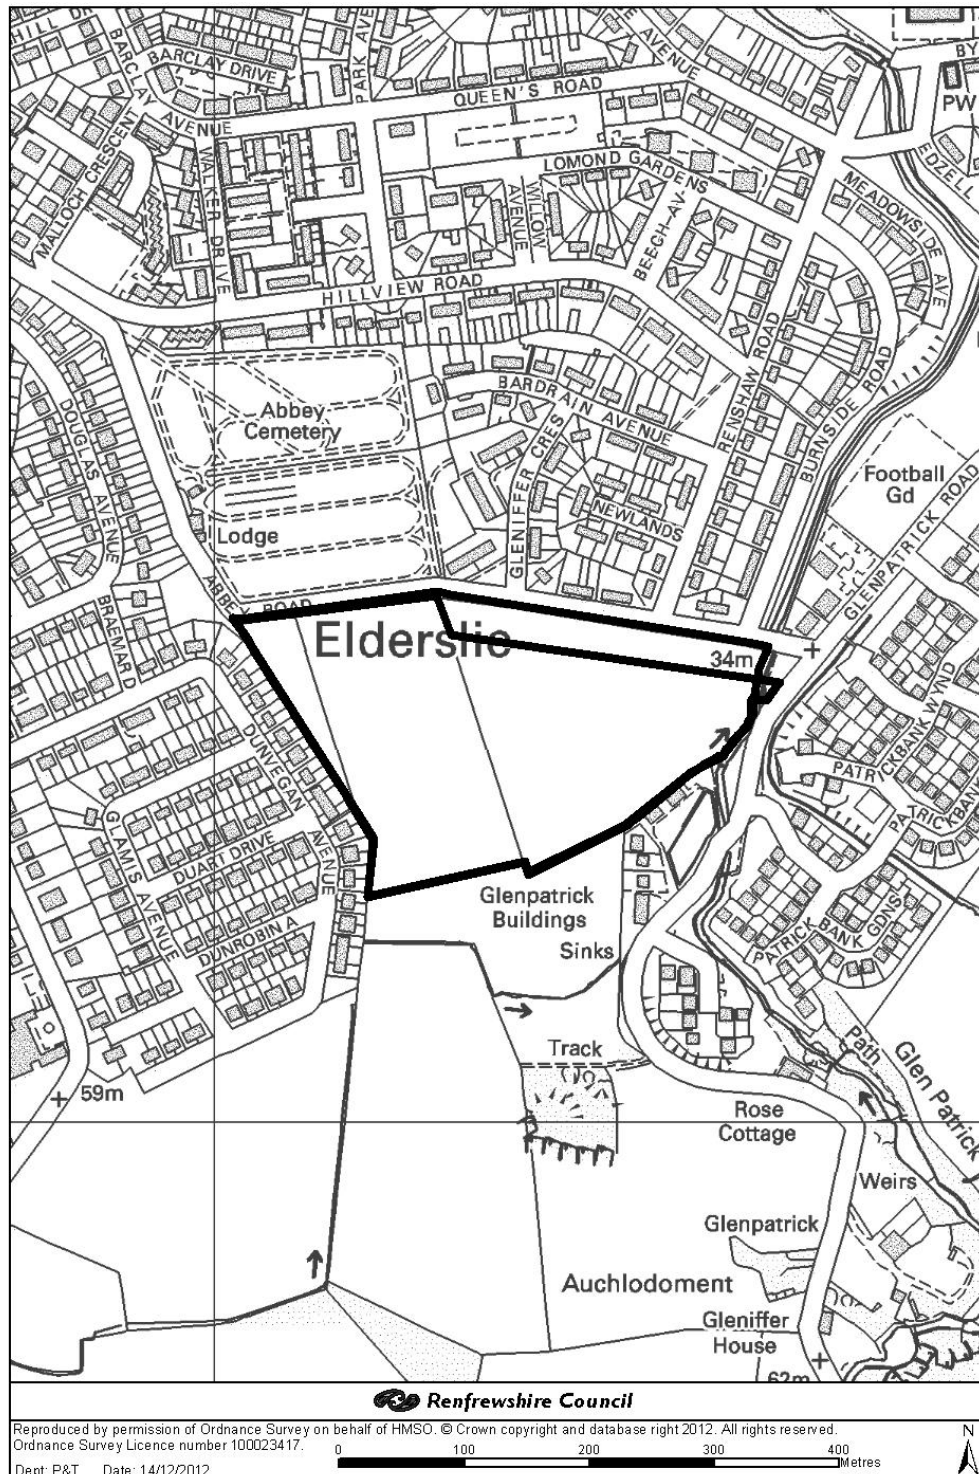 HILL DR
BARCLAY
AVENUE
BARCLAY DRIVE
PARK AVE
AVENUE
QUEEN'S ROAD
PW
EDZELL
MALLOCH CRESCENT
WALLER DRIVE
WILLOW
AVENUE
LOMOND GARDENS
BEECH AV
MEADOWSIDE AVE
HILLVIEW ROAD
RENSHAW ROAD
BURNSIDE ROAD
Abbey
Cemetery
BARDRAIN AVENUE
GLENIFFER CRES
NEWLANDS
DOUGLAS AVENUE
Football
Gd
GLENPATRICK ROAD
Lodge
ABBEY ROAD
BRAEMAR D
Elderslie
34m
PATRICKBANK WYND
PATRICKBANK
DUNVEGAN
AVENUE
GLAMIS AVENUE
DUART DRIVE
DUNROBIN A
Glenpatrick
Buildings
Sinks
PATRICK BANK GDNS
Track
Path
Glen Patrick
59m
Rose
Cottage
Weirs
Glenpatrick
Auchlodoment
Gleniffer
House
62m
Renfrewshire Council
Reproduced by permission of Ordnance Survey on behalf of HMSO. © Crown copyright and database right 2012. All rights reserved.
Ordnance Survey Licence number 100023417.
0 100 200 300 400
Metres
N
Dept: P&T Date: 14/12/2012